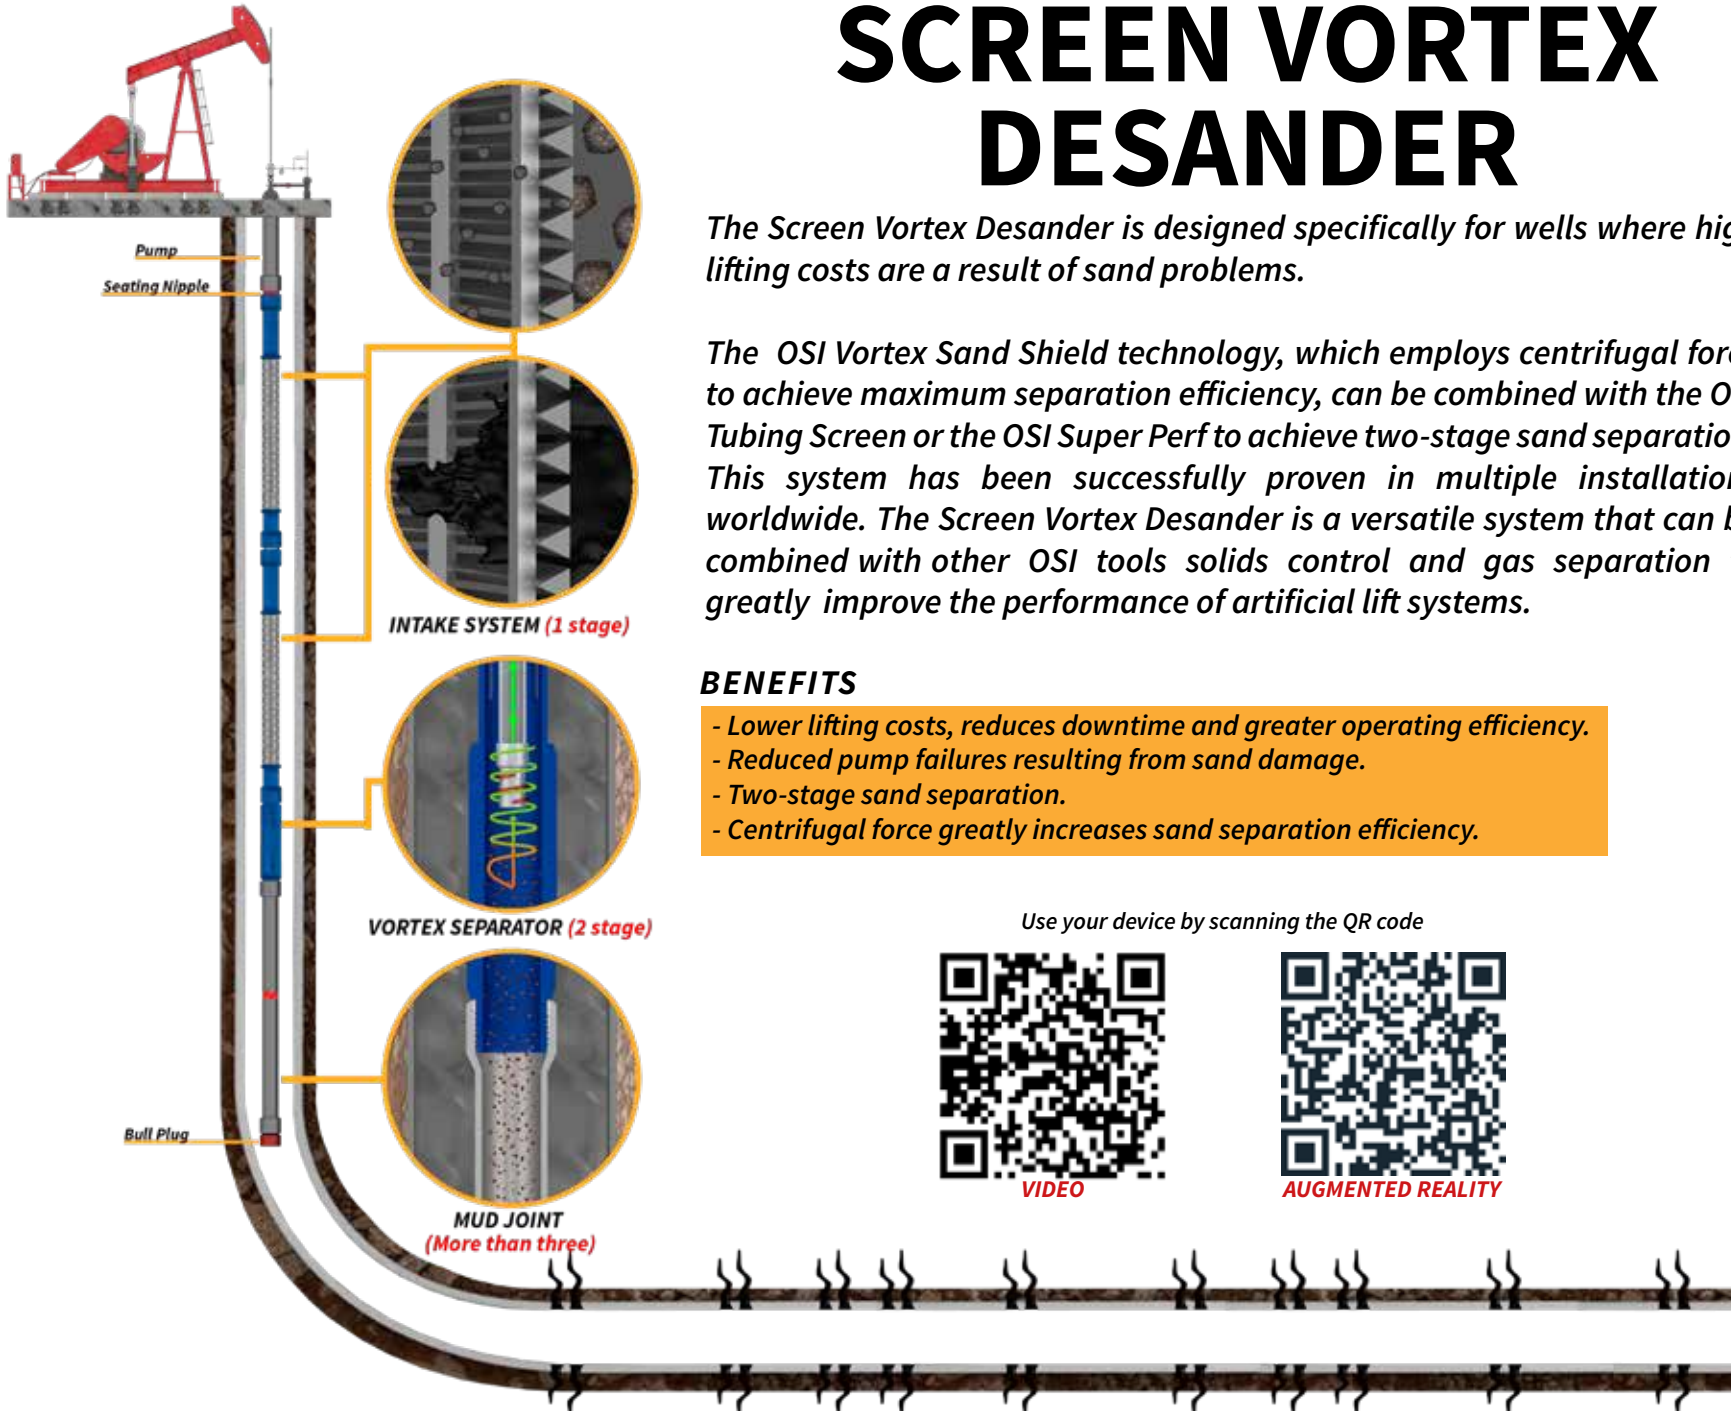 SCREEN VORTEX
DESANDER
The Screen Vortex Desander is designed specifically for wells where
lifting costs are a result of sand problems.
The OSI Vortex Sand Shield technology, which employs centrifugal
to achieve maximum separation efficiency, can be combined with the
Tubing Screen or the OSI Super Perf to achieve two-stage sand
This system has been successfully proven in multiple
worldwide. The Screen Vortex Desander is a versatile system that can
combined with other OSI tools solids control and gas separation
greatly improve the performance of artificial lift systems.
BENEFITS
- Lower lifting costs, reduces downtime and greater operating efficiency.
- Reduced pump failures resulting from sand damage.
- Two-stage sand separation.
- Centrifugal force greatly increases sand separation efficiency.
Use your device by scanning the QR code
VIDEO
AUGMENTED REALITY
Pump
Seating Nipple
INTAKE SYSTEM (1 stage)
VORTEX SEPARATOR (2 stage)
Bull Plug
MUD JOINT
(More than three)